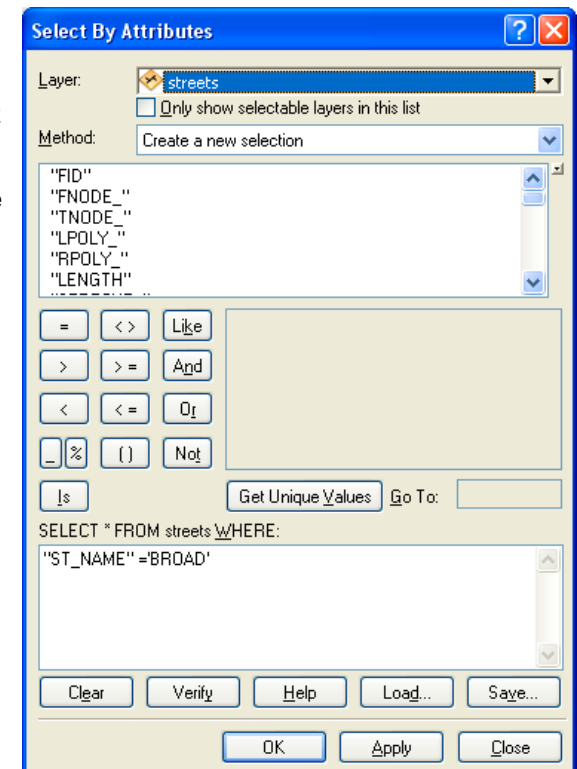 Select By Attributes
Layer: streets
Only show selectable layers in this list
Method: Create a new selection
"FID"
"FNODE_"
"TNODE_"
"LPOLY_"
"RPOLY_"
"LENGTH"
= <> Like
> >= And
< <= Or
_ % () Not
Is Get Unique Values Go To:
SELECT * FROM streets WHERE:
"ST_NAME" ='BROAD'
Clear Verify Help Load... Save...
OK Apply Close